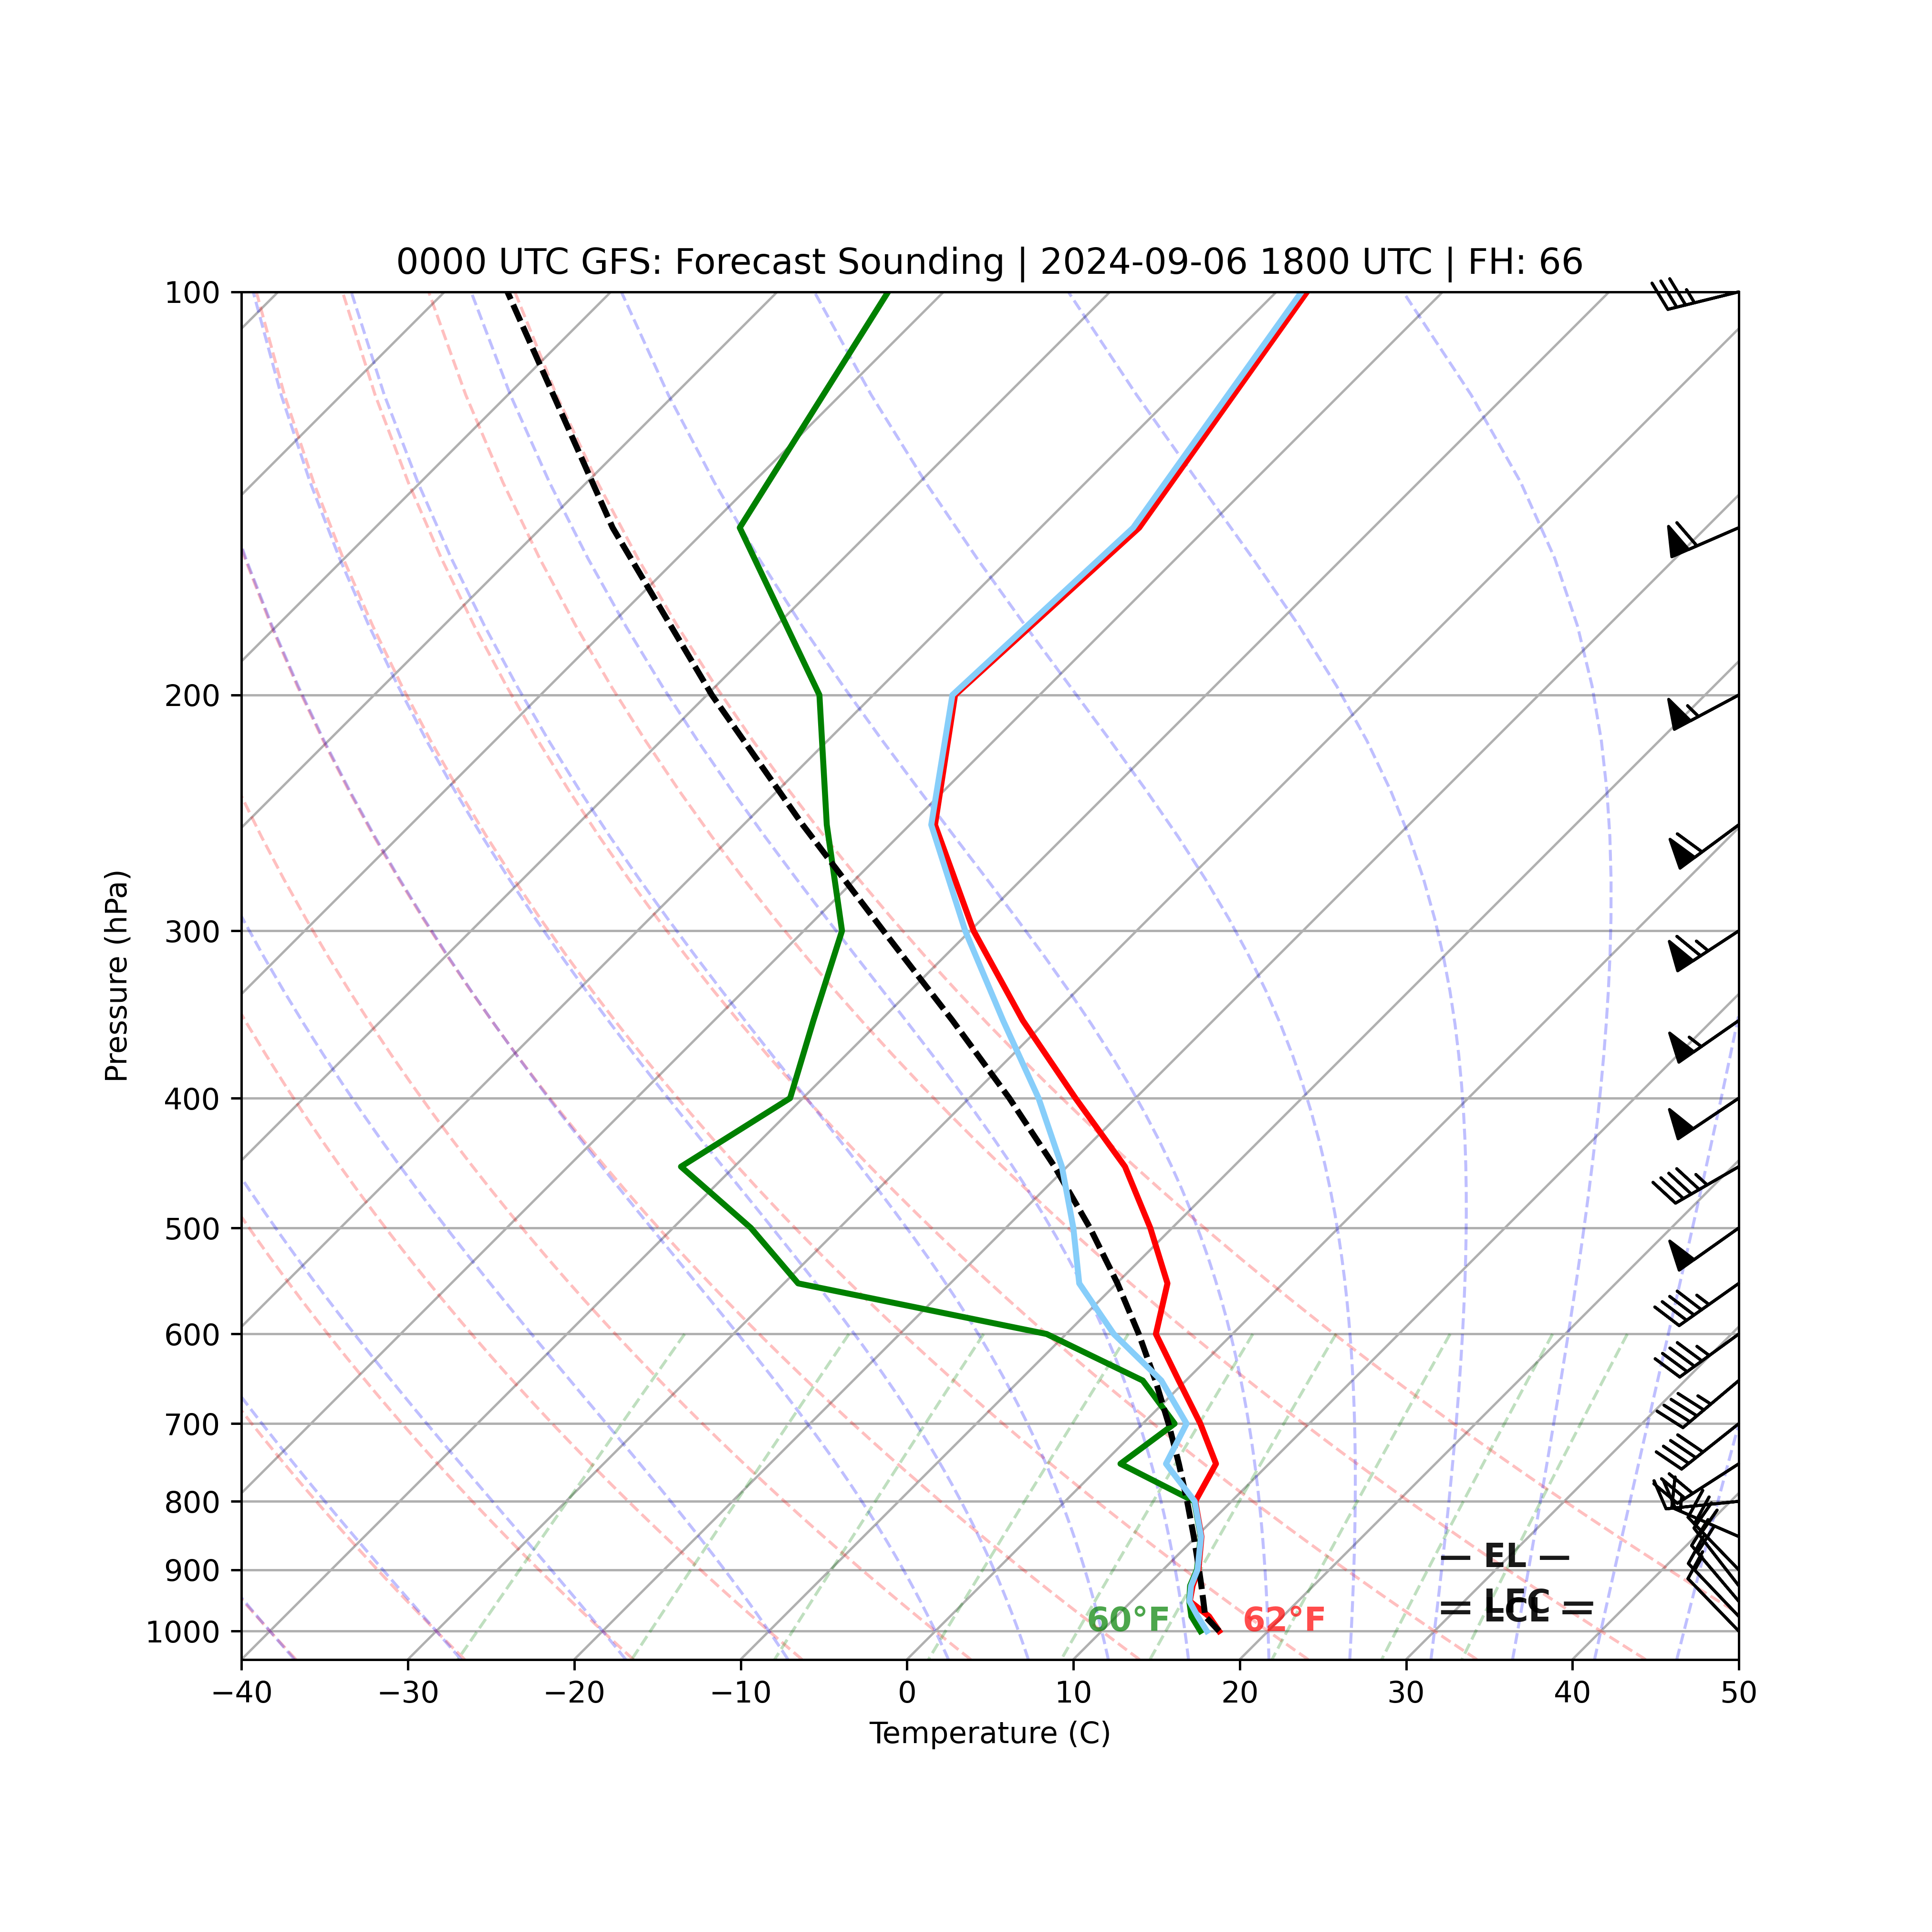 0000 UTC GFS: Forecast Sounding | 2024-09-06 1800 UTC | FH: 66
100
200
300
400
500
600
700
800
900
1000
Pressure (hPa)
— EL —
— LFC —
— LCL —
60°F 62°F
−40 −30 −20 −10 0 10 20 30 40 50
Temperature (C)